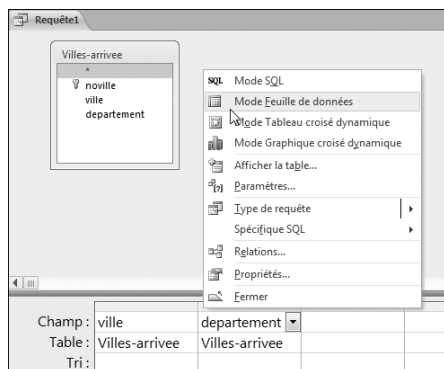 Requête1
Villes-arrivee
*
noville
ville
departement
SQL Mode SQL
Mode Feuille de données
Mode Tableau croisé dynamique
Mode Graphique croisé dynamique
Afficher la table...
[?] Paramètres...
Type de requête
Spécifique SQL
Relations...
Propriétés...
Fermer
Champ : ville departement
Table : Villes-arrivee Villes-arrivee
Tri :